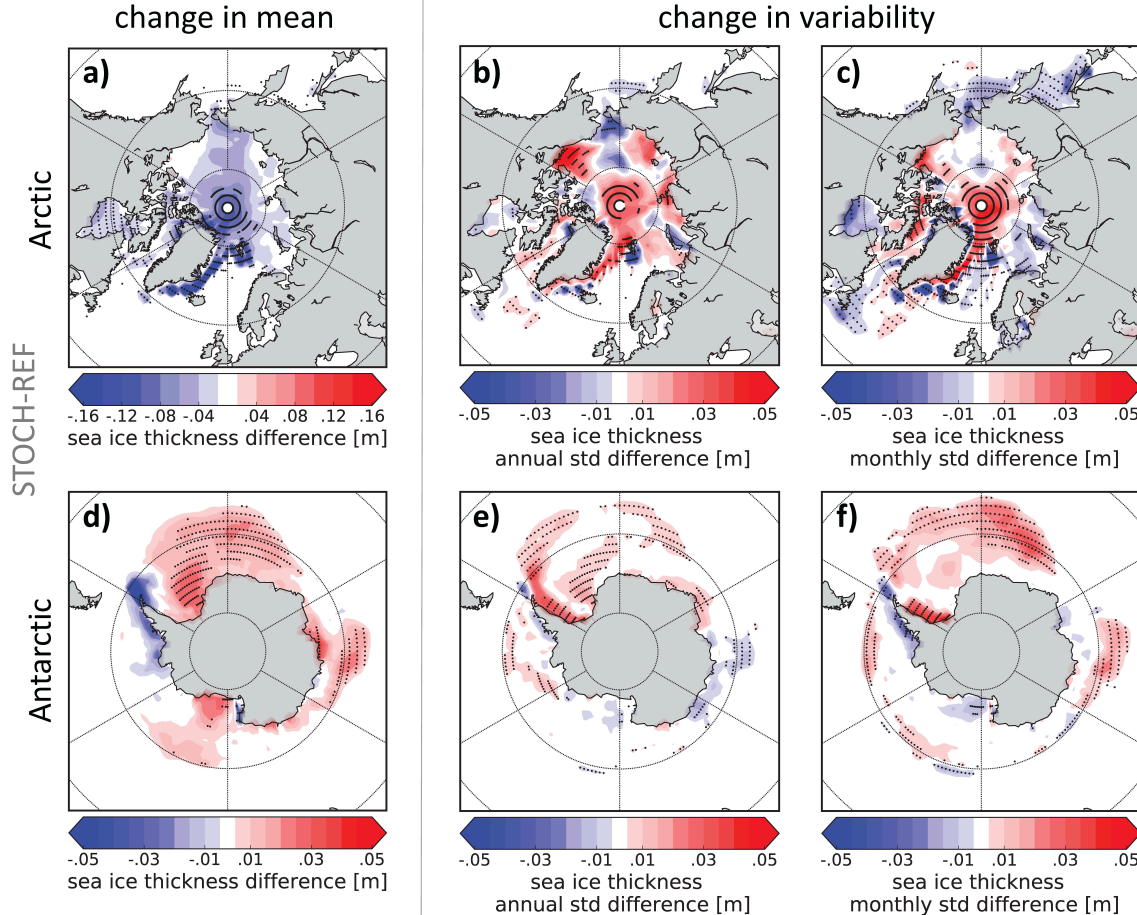 change in mean
change in variability
Arctic
STOCH-REF
Antarctic
a)
b)
c)
-.16 -.12 -.08 -.04 .04 .08 .12 .16
sea ice thickness difference [m]
-.05 -.03 -.01 .01 .03 .05
sea ice thickness
annual std difference [m]
-.05 -.03 -.01 .01 .03 .05
sea ice thickness
monthly std difference [m]
d)
e)
f)
-.05 -.03 -.01 .01 .03 .05
sea ice thickness difference [m]
-.05 -.03 -.01 .01 .03 .05
sea ice thickness
annual std difference [m]
-.05 -.03 -.01 .01 .03 .05
sea ice thickness
monthly std difference [m]